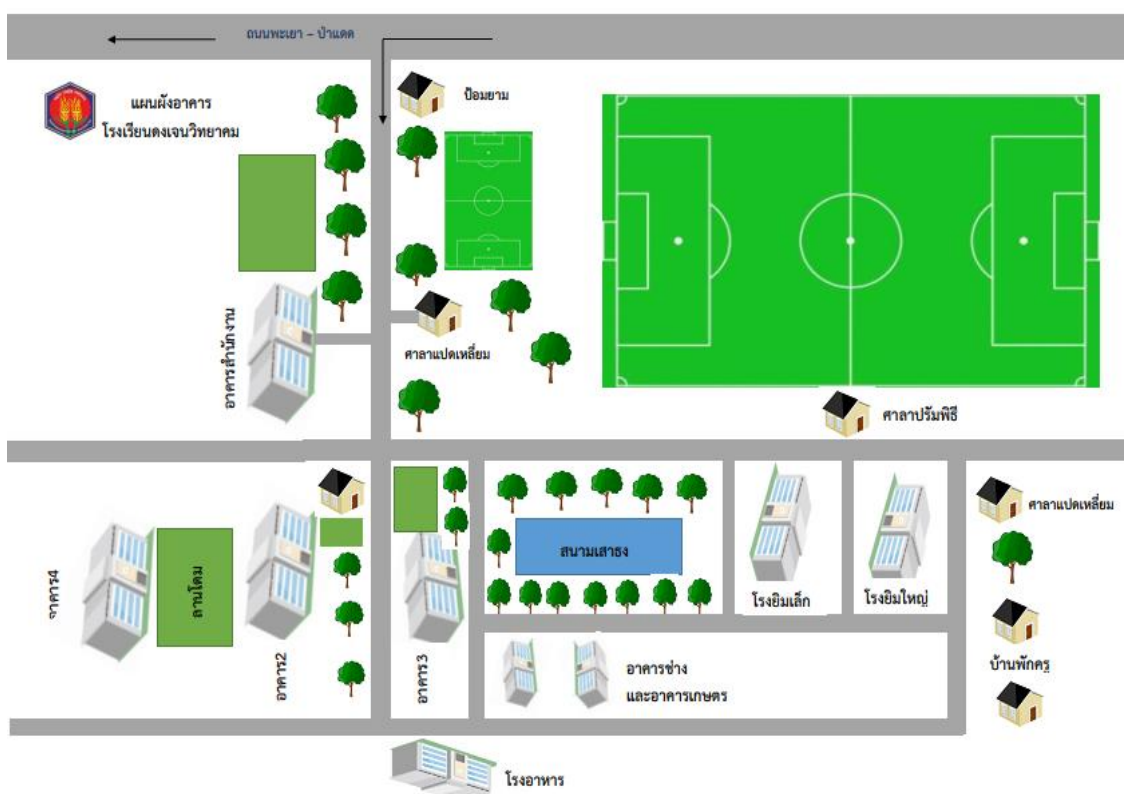 ถนนพะเยา – ป่าแดด
แผนผังอาคาร
โรงเรียนดงเจนวิทยาคม
ป้อมยาม
อาคารสำนักงาน
ศาลาแปดเหลี่ยม
ศาลาปรัมพิธี
อาคาร4
ลานโดม
อาคาร2
อาคาร3
สนามเสาธง
โรงยิมเล็ก
โรงยิมใหญ่
ศาลาแปดเหลี่ยม
บ้านพักครู
อาคารช่าง
และอาคารเกษตร
โรงอาหาร